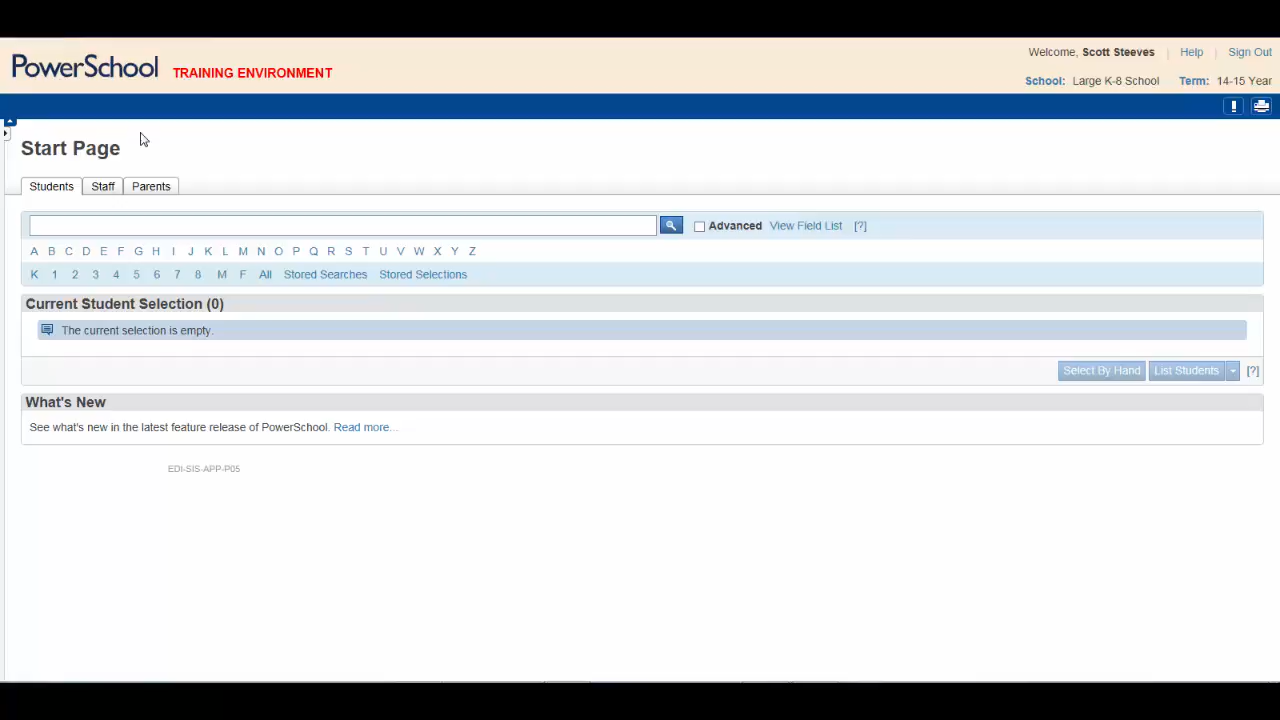 PowerSchool TRAINING ENVIRONMENT
Welcome, Scott Steeves Help Sign Out
School: Large K-8 School Term: 14-15 Year
Start Page
Students Staff Parents
Advanced View Field List [?]
A B C D E F G H I J K L M N O P Q R S T U V W X Y Z
K 1 2 3 4 5 6 7 8 M F All Stored Searches Stored Selections
Current Student Selection (0)
The current selection is empty.
Select By Hand List Students [?]
What's New
See what's new in the latest feature release of PowerSchool. Read more...
EDI-SIS-APP-P05